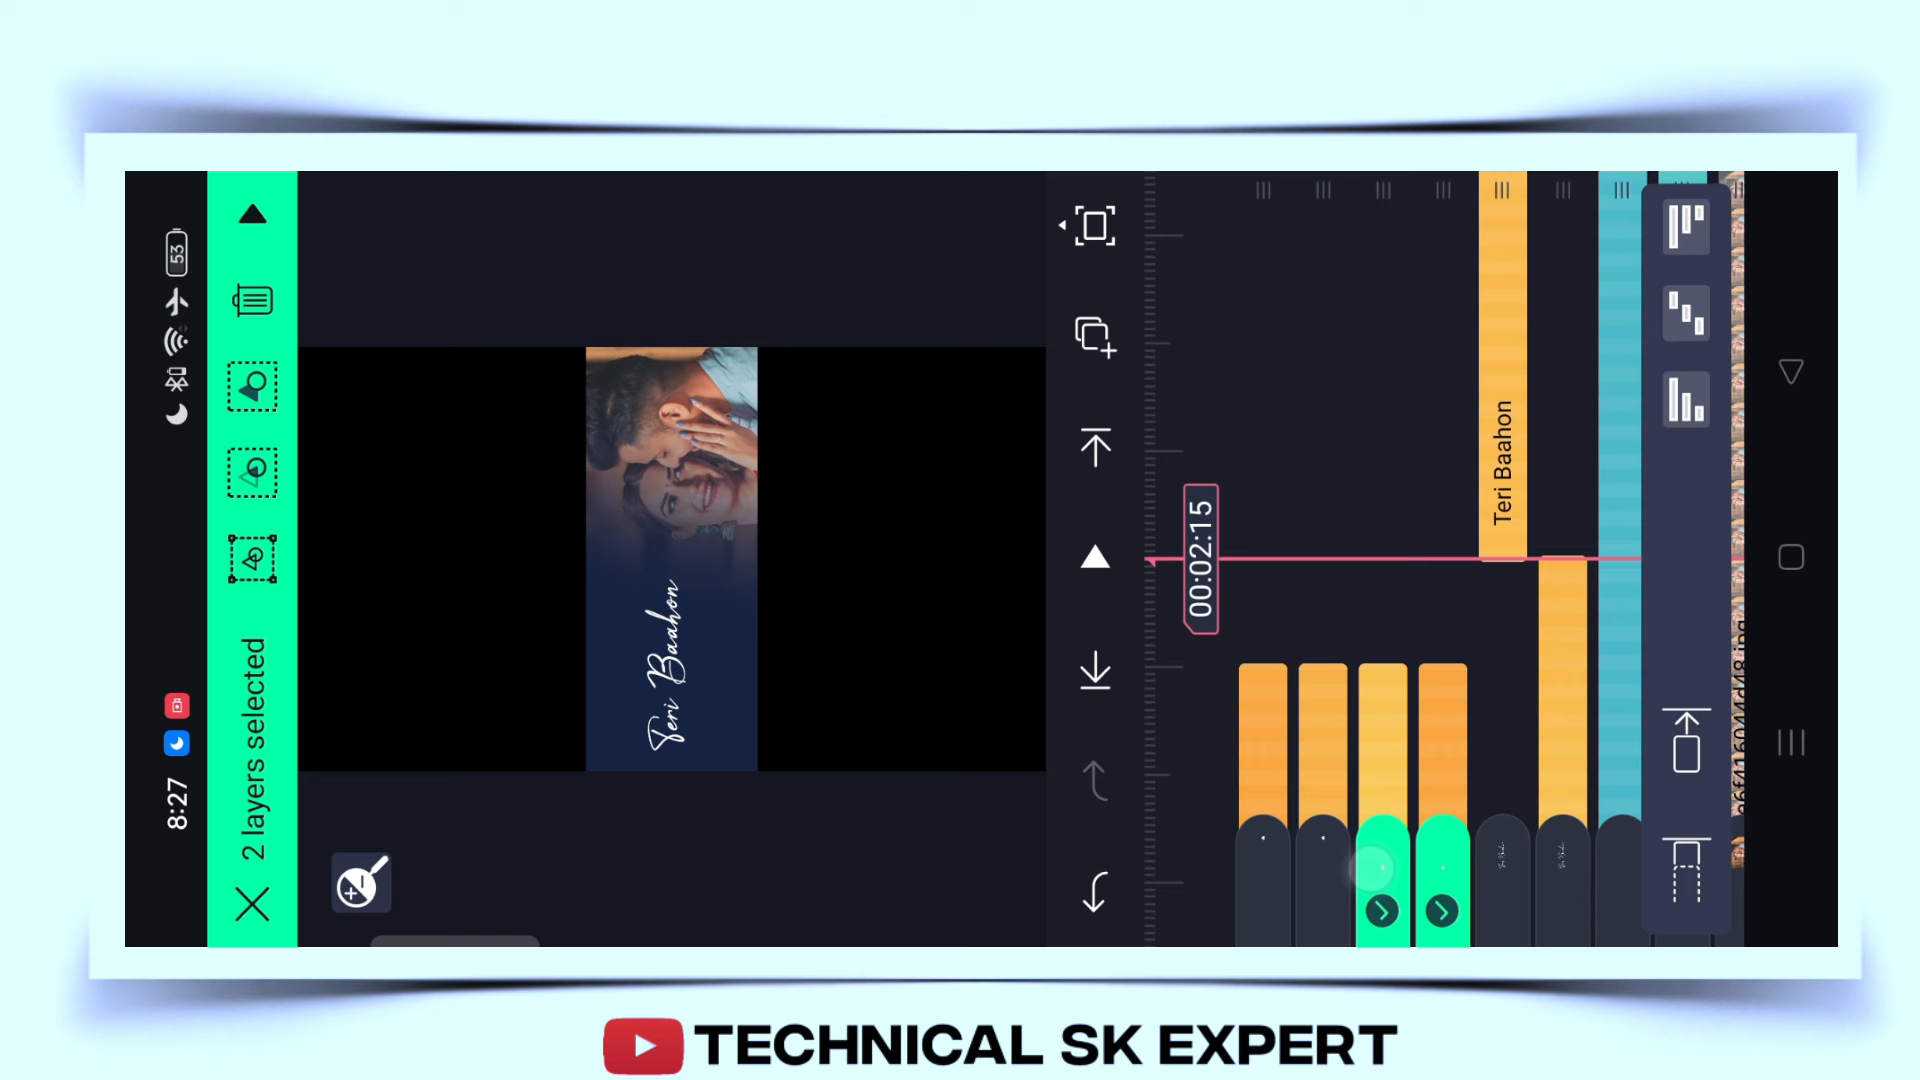 8:27
53
2 layers selected
Teri Baahon
00:02:15
Teri Baahon
TECHNICAL SK EXPERT